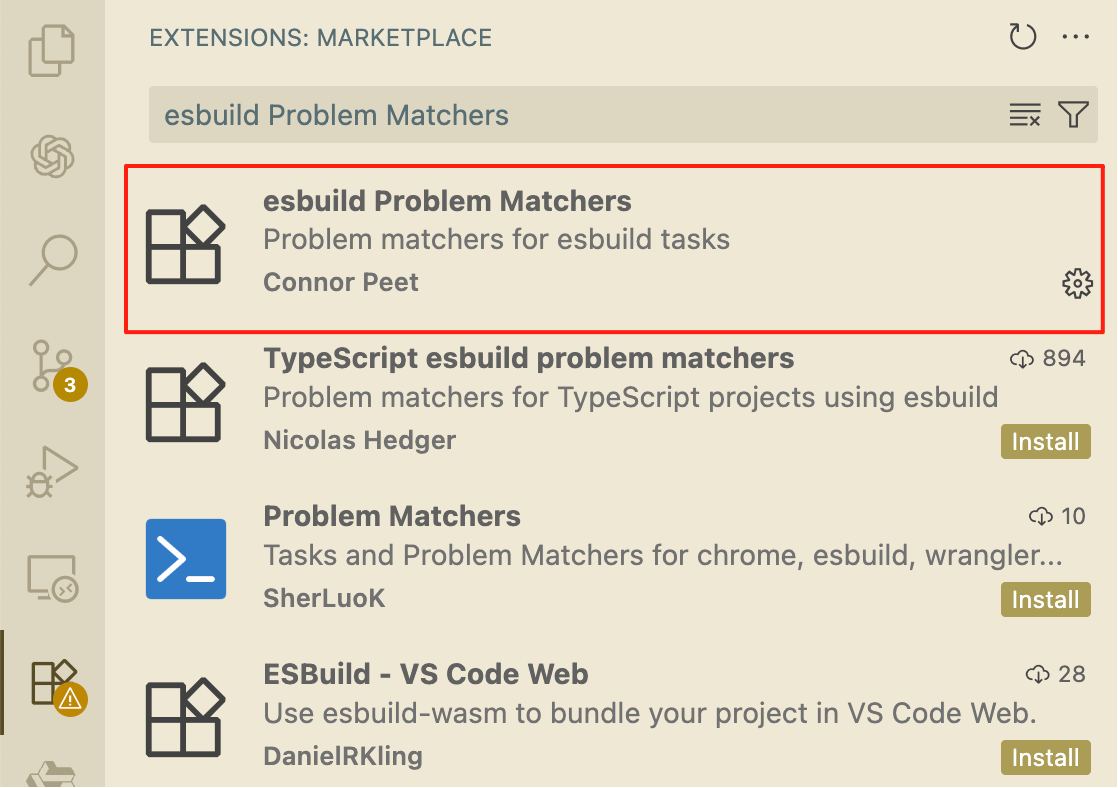 EXTENSIONS: MARKETPLACE
esbuild Problem Matchers
esbuild Problem Matchers
Problem matchers for esbuild tasks
Connor Peet
TypeScript esbuild problem matchers 894
Problem matchers for TypeScript projects using esbuild
Nicolas Hedger Install
3
Problem Matchers 10
Tasks and Problem Matchers for chrome, esbuild, wrangler...
SherLuoK Install
ESBuild - VS Code Web 28
Use esbuild-wasm to bundle your project in VS Code Web.
DanielRKling Install